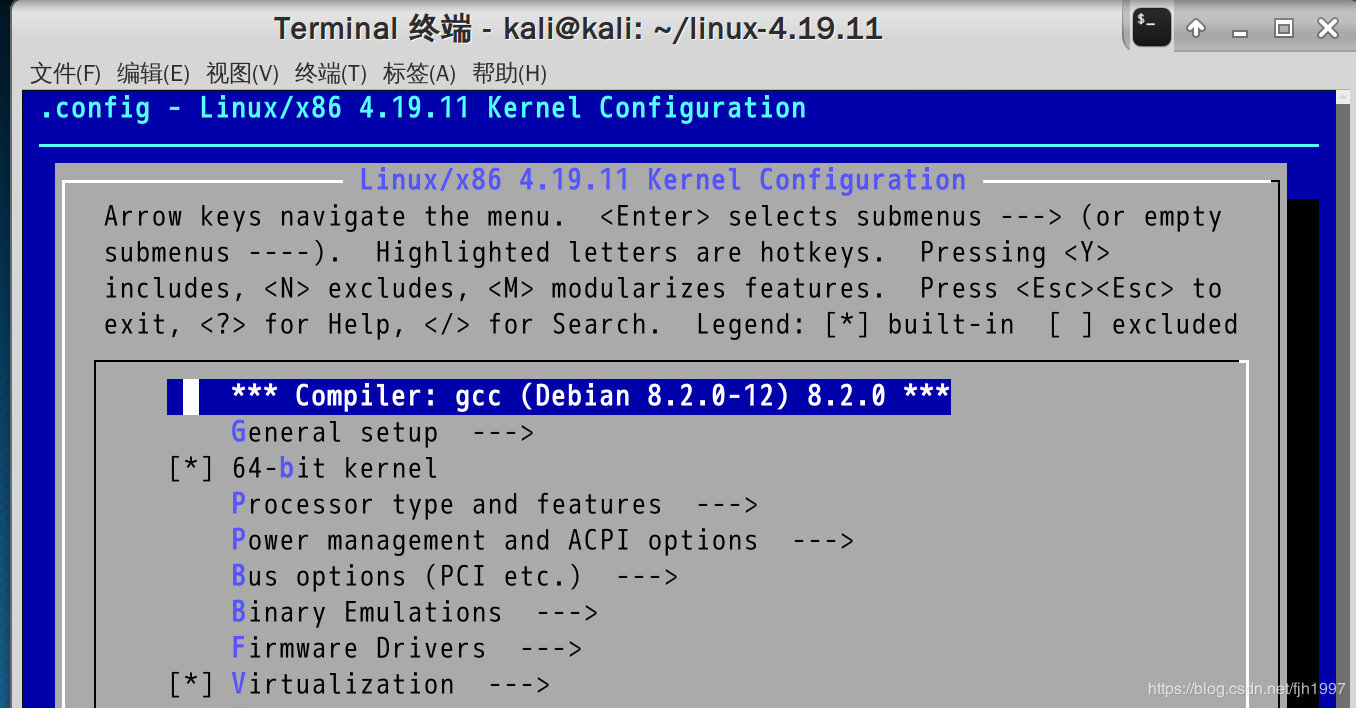 Terminal 终端 - kali@kali: ~/linux-4.19.11
文件(F) 编辑(E) 视图(V) 终端(T) 标签(A) 帮助(H)
.config - Linux/x86 4.19.11 Kernel Configuration
Linux/x86 4.19.11 Kernel Configuration
Arrow keys navigate the menu.  <Enter> selects submenus ---> (or empty
submenus ----).  Highlighted letters are hotkeys.  Pressing <Y>
includes, <N> excludes, <M> modularizes features.  Press <Esc><Esc> to
exit, <?> for Help, </> for Search.  Legend: [*] built-in  [ ] excluded
*** Compiler: gcc (Debian 8.2.0-12) 8.2.0 ***
General setup  --->
[*] 64-bit kernel
Processor type and features  --->
Power management and ACPI options  --->
Bus options (PCI etc.)  --->
Binary Emulations  --->
Firmware Drivers  --->
[*] Virtualization  --->
https://blog.csdn.net/fjh1997